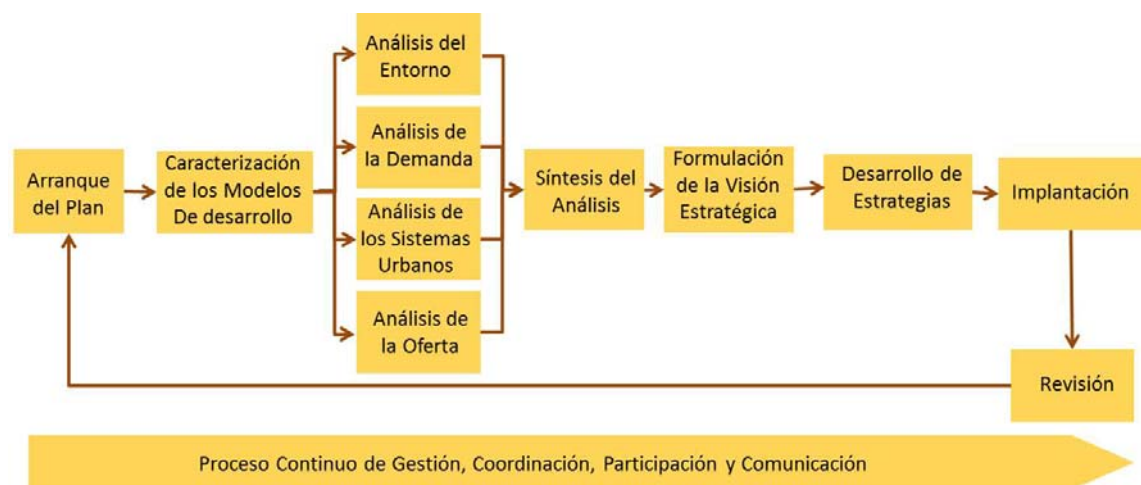 Arranque
del Plan
Caracterización
de los Modelos
De desarrollo
Análisis del
Entorno
Análisis de
la Demanda
Análisis de
los Sistemas
Urbanos
Análisis de
la Oferta
Síntesis del
Análisis
Formulación
de la Visión
Estratégica
Desarrollo de
Estrategias
Implantación
Revisión
Proceso Continuo de Gestión, Coordinación, Participación y Comunicación